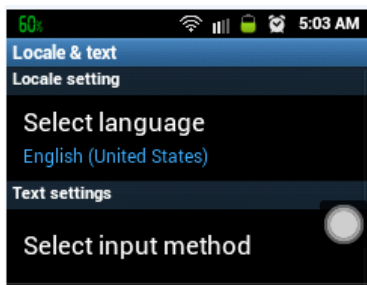 60% 5:03 AM
Locale & text
Locale setting
Select language
English (United States)
Text settings
Select input method